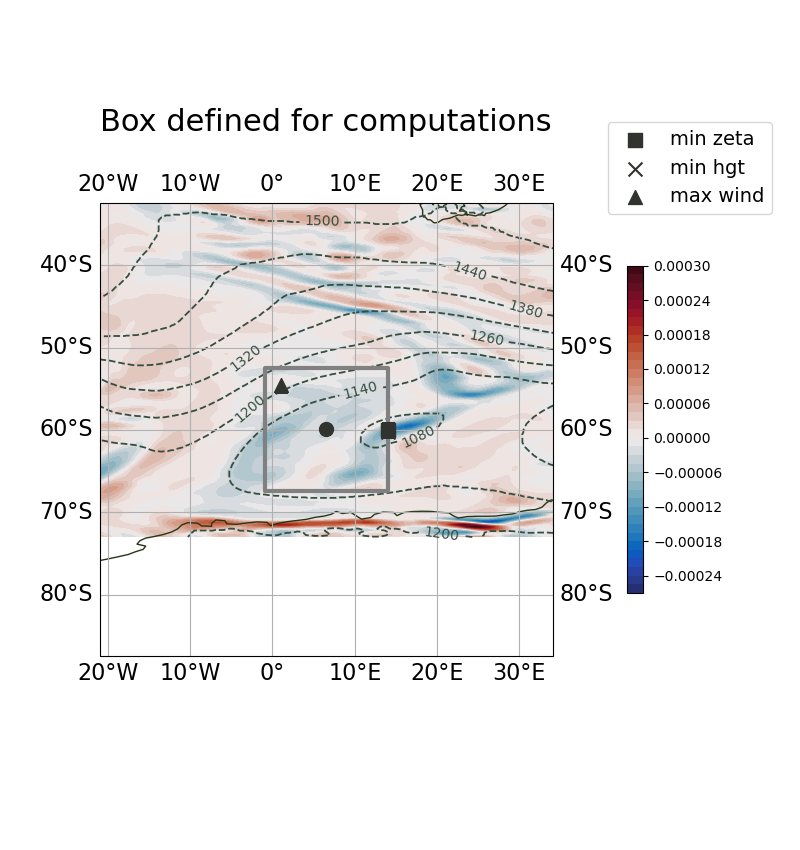 Box defined for computations
min zeta
min hgt
max wind
20°W 10°W 0° 10°E 20°E 30°E
1500
40°S 40°S
1440
1380
50°S 1320 1260 50°S
1200 1140
60°S 1080 60°S
70°S 70°S
1200
80°S 80°S
20°W 10°W 0° 10°E 20°E 30°E
0.00030
0.00024
0.00018
0.00012
0.00006
0.00000
−0.00006
−0.00012
−0.00018
−0.00024